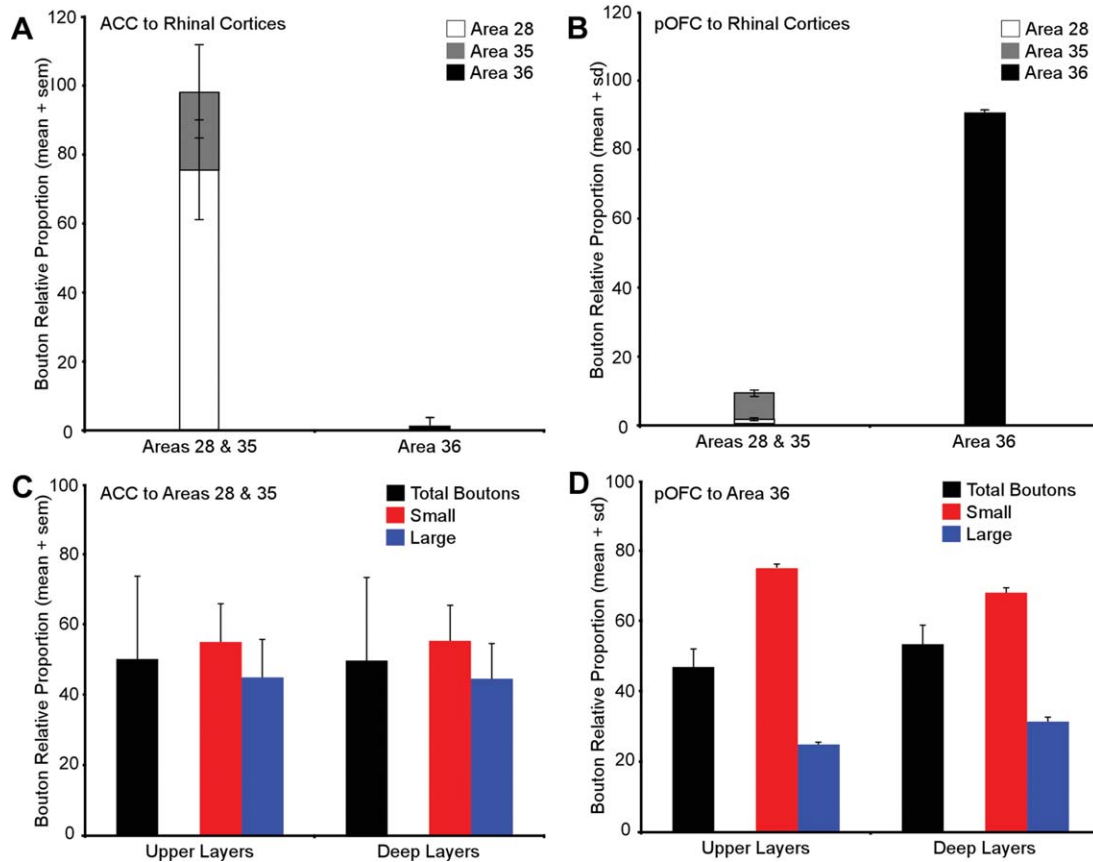 A
ACC to Rhinal Cortices
Area 28
Area 35
Area 36
Bouton Relative Proportion (mean + sem)
120
100
80
60
40
20
0
Areas 28 & 35
Area 36
B
pOFC to Rhinal Cortices
Area 28
Area 35
Area 36
Bouton Relative Proportion (mean + sd)
120
100
80
60
40
20
0
Areas 28 & 35
Area 36
C
ACC to Areas 28 & 35
Total Boutons
Small
Large
Bouton Relative Proportion (mean + sem)
100
80
60
40
20
0
Upper Layers
Deep Layers
D
pOFC to Area 36
Total Boutons
Small
Large
Bouton Relative Proportion (mean + sd)
100
80
60
40
20
0
Upper Layers
Deep Layers